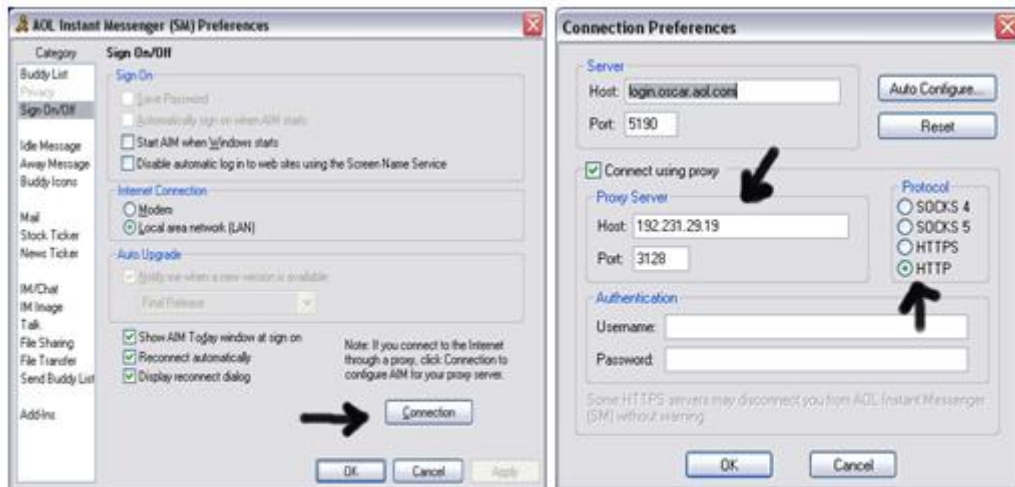 AOL Instant Messenger (SM) Preferences
Category
Sign On/Off
Buddy List
Privacy
Sign On/Off
Idle Message
Away Message
Buddy Icons
Mail
Stock Ticker
News Ticker
IM/Chat
IM Image
Talk
File Sharing
File Transfer
Send Buddy List
Add-Ins
Sign On
Save Password
Automatically sign on when AIM starts
Start AIM when Windows starts
Disable automatic log in to web sites using the Screen Name Service
Internet Connection
Modem
Local area network (LAN)
Auto Upgrade
Notify me when a new version is available
Final Release
Show AIM Today window at sign on
Reconnect automatically
Display reconnect dialog
Note: If you connect to the Internet
through a proxy, click Connection to
configure AIM for your proxy server.
Connection
OK Cancel Apply
Connection Preferences
Server
Host: login.oscar.aol.com
Port: 5190
Auto Configure...
Reset
Connect using proxy
Proxy Server
Host: 192.231.29.19
Port: 3128
Protocol
SOCKS 4
SOCKS 5
HTTPS
HTTP
Authentication
Username:
Password:
Some HTTPS servers may disconnect you from AOL Instant Messenger
(SM) without warning.
OK Cancel